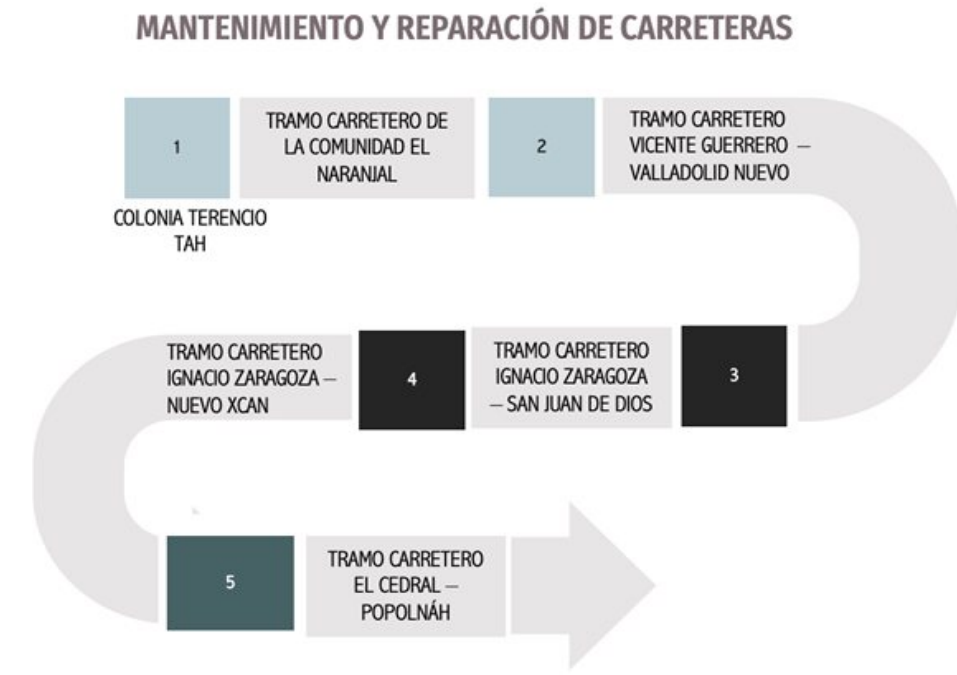 MANTENIMIENTO Y REPARACIÓN DE CARRETERAS
1
TRAMO CARRETERO DE
LA COMUNIDAD EL
NARANJAL
2
TRAMO CARRETERO
VICENTE GUERRERO –
VALLADOLID NUEVO
COLONIA TERENCIO
TAH
3
TRAMO CARRETERO
IGNACIO ZARAGOZA
– SAN JUAN DE DIOS
4
TRAMO CARRETERO
IGNACIO ZARAGOZA –
NUEVO XCAN
5
TRAMO CARRETERO
EL CEDRAL –
POPOLNÁH